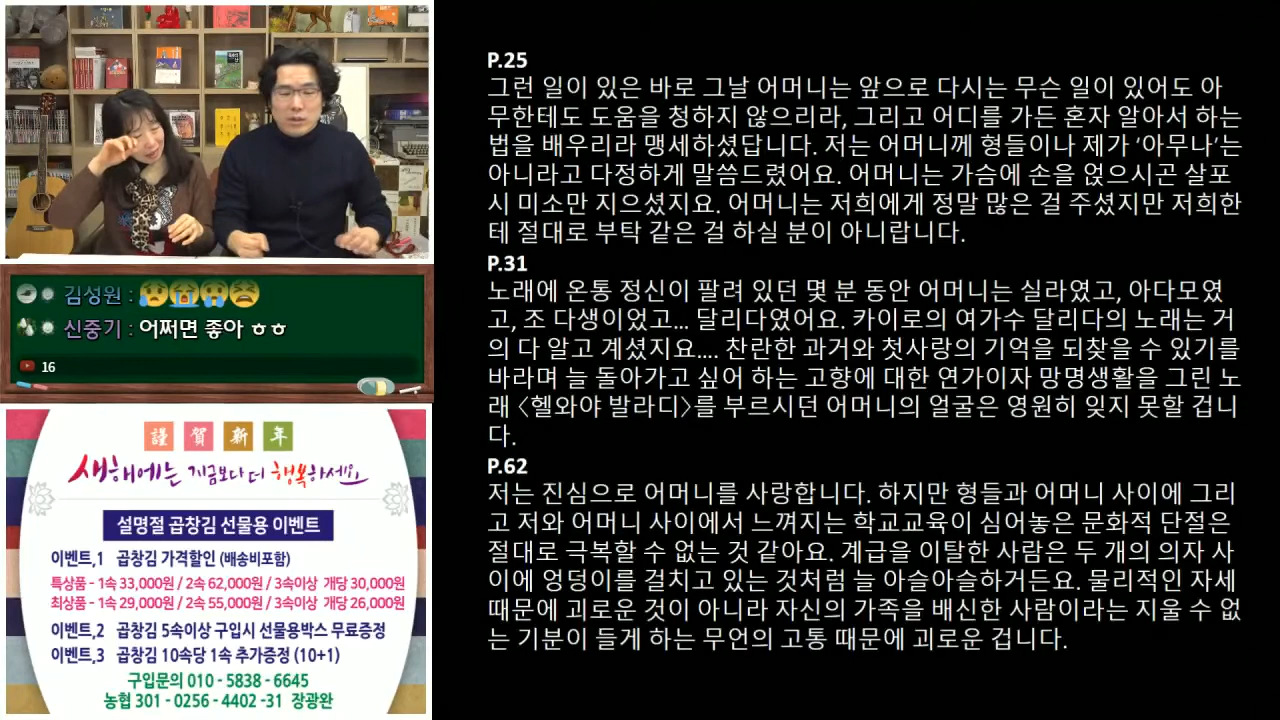 김성원 : 😥😭😢😫
신중기 : 어쩌면 좋아 ㅎㅎ
16
謹賀新年
새해에는 지금보다 더 행복하세요
설명절 곱창김 선물용 이벤트
이벤트,1 곱창김 가격할인 (배송비포함)
특상품 - 1속 33,000원 / 2속 62,000원 / 3속이상 개당 30,000원
최상품 - 1속 29,000원 / 2속 55,000원 / 3속이상 개당 26,000원
이벤트,2 곱창김 5속이상 구입시 선물용박스 무료증정
이벤트,3 곱창김 10속당 1속 추가증정 (10+1)
구입문의 010 - 5838 - 6645
농협 301 - 0256 - 4402 -31 장광완
P.25
그런 일이 있은 바로 그날 어머니는 앞으로 다시는 무슨 일이 있어도 아
무한테도 도움을 청하지 않으리라, 그리고 어디를 가든 혼자 알아서 하는
법을 배우리라 맹세하셨답니다. 저는 어머니께 형들이나 제가 ‘아무나’는
아니라고 다정하게 말씀드렸어요. 어머니는 가슴에 손을 얹으시곤 살포
시 미소만 지으셨지요. 어머니는 저희에게 정말 많은 걸 주셨지만 저희한
테 절대로 부탁 같은 걸 하실 분이 아니랍니다.
P.31
노래에 온통 정신이 팔려 있던 몇 분 동안 어머니는 실라였고, 아다모였
고, 조 다생이었고... 달리다였어요. 카이로의 여가수 달리다의 노래는 거
의 다 알고 계셨지요.... 찬란한 과거와 첫사랑의 기억을 되찾을 수 있기를
바라며 늘 돌아가고 싶어 하는 고향에 대한 연가이자 망명생활을 그린 노
래 〈헬와야 발라디〉를 부르시던 어머니의 얼굴은 영원히 잊지 못할 겁니
다.
P.62
저는 진심으로 어머니를 사랑합니다. 하지만 형들과 어머니 사이에 그리
고 저와 어머니 사이에서 느껴지는 학교교육이 심어놓은 문화적 단절은
절대로 극복할 수 없는 것 같아요. 계급을 이탈한 사람은 두 개의 의자 사
이에 엉덩이를 걸치고 있는 것처럼 늘 아슬아슬하거든요. 물리적인 자세
때문에 괴로운 것이 아니라 자신의 가족을 배신한 사람이라는 지울 수 없
는 기분이 들게 하는 무언의 고통 때문에 괴로운 겁니다.